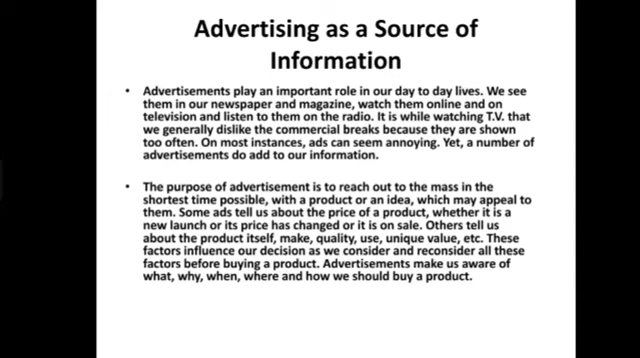 Advertising as a Source of
Information
• Advertisements play an important role in our day to day lives. We see
them in our newspaper and magazine, watch them online and on
television and listen to them on the radio. It is while watching T.V. that
we generally dislike the commercial breaks because they are shown
too often. On most instances, ads can seem annoying. Yet, a number of
advertisements do add to our information.
• The purpose of advertisement is to reach out to the mass in the
shortest time possible, with a product or an idea, which may appeal to
them. Some ads tell us about the price of a product, whether it is a
new launch or its price has changed or it is on sale. Others tell us
about the product itself, make, quality, use, unique value, etc. These
factors influence our decision as we consider and reconsider all these
factors before buying a product. Advertisements make us aware of
what, why, when, where and how we should buy a product.